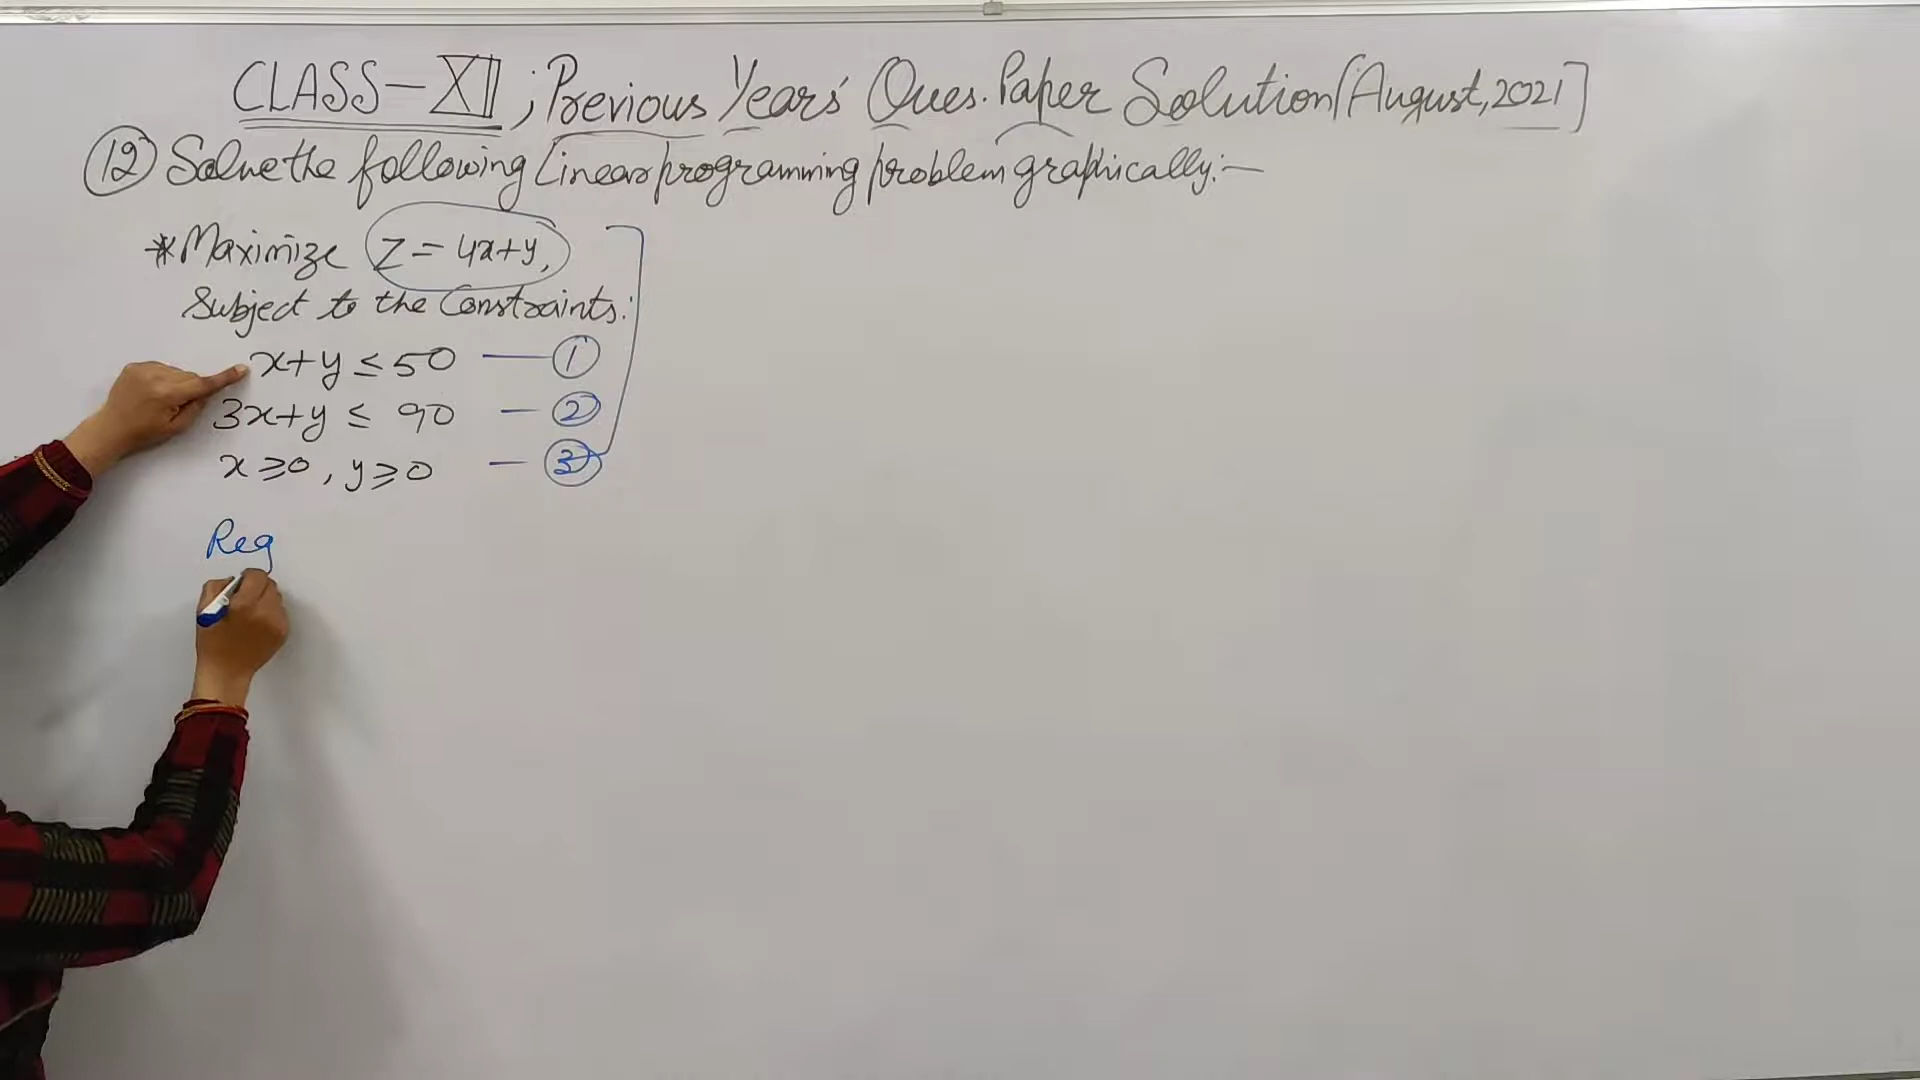 CLASS-XII; Previous Years' Ques. Paper Solution [August, 2021]
(12) Solve the following Linear programming problem graphically:—
*Maximize Z = 4x+y,
Subject to the Constraints:
x+y ≤ 50 — (1)
3x+y ≤ 90 — (2)
x ≥ 0, y ≥ 0 — (3)
Reg